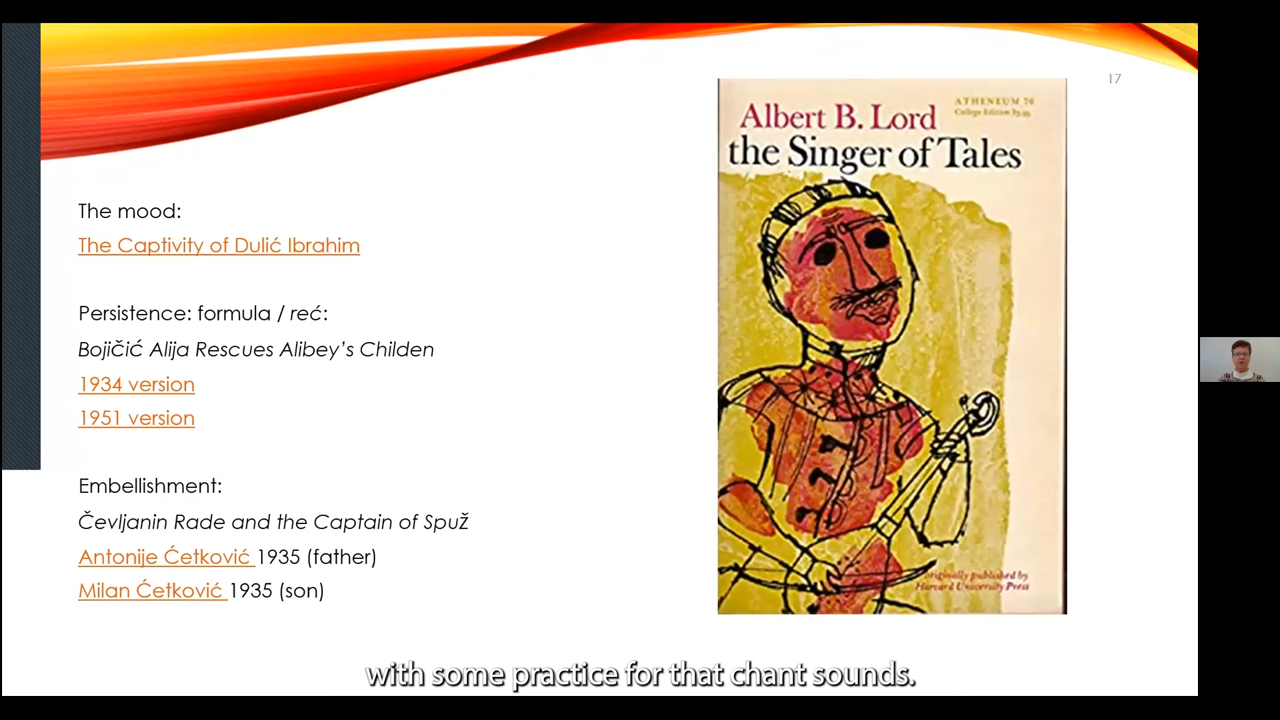 17
The mood:
The Captivity of Dulić Ibrahim
Persistence: formula / reć:
Bojičić Alija Rescues Alibey’s Childen
1934 version
1951 version
Embellishment:
Čevljanin Rade and the Captain of Spuž
Antonije Ćetković 1935 (father)
Milan Ćetković 1935 (son)
ATHENEUM 76
College Edition
Albert B. Lord
the Singer of Tales
originally published by
Harvard University Press
with some practice for that chant sounds.